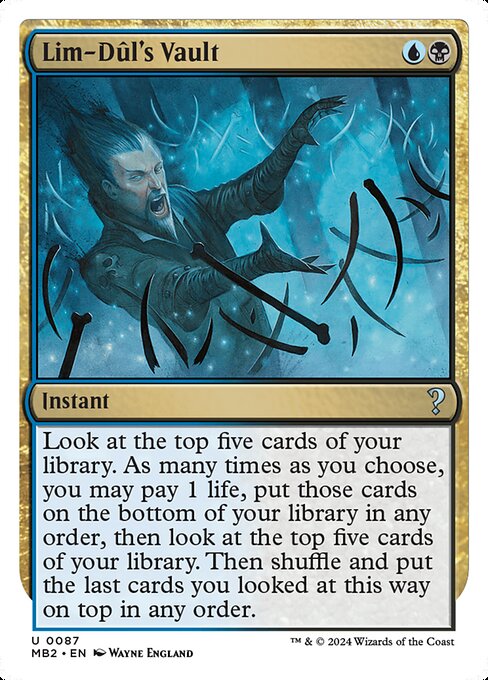 Lim-Dûl's Vault
Instant
Look at the top five cards of your
library. As many times as you choose,
you may pay 1 life, put those cards
on the bottom of your library in any
order, then look at the top five cards
of your library. Then shuffle and put
the last cards you looked at this way
on top in any order.
U 0087
MB2 • EN Wayne England
™ & © 2024 Wizards of the Coast